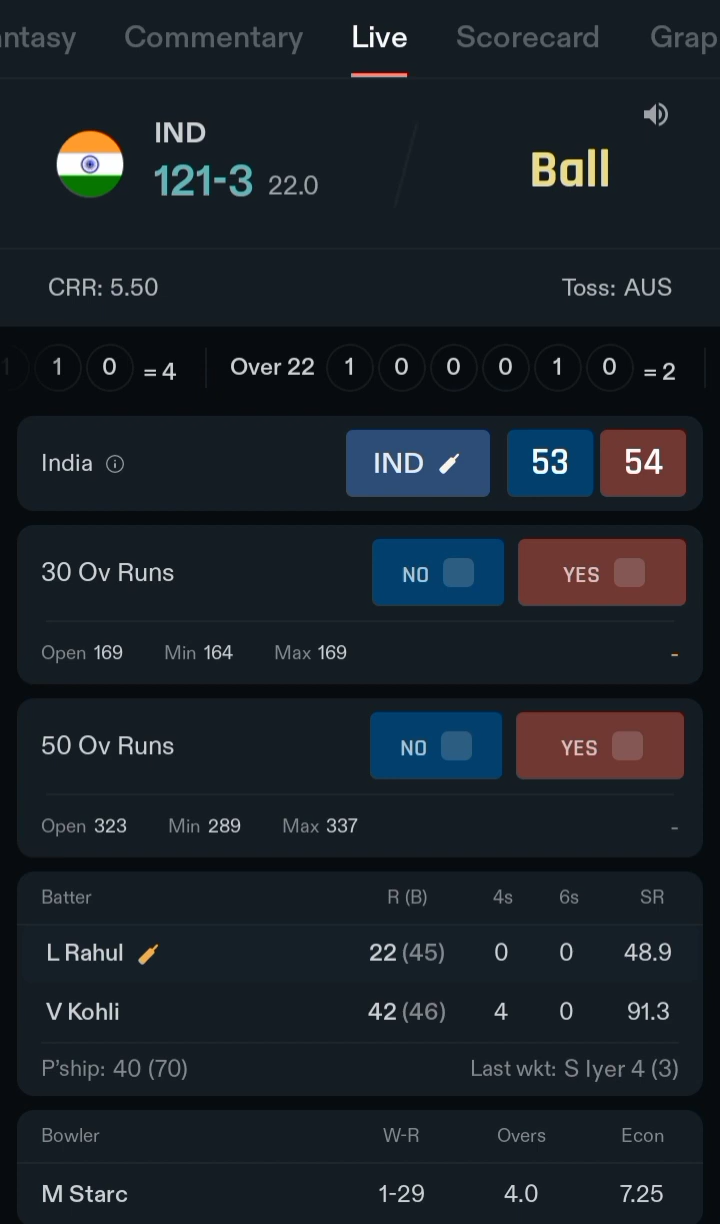 ntasy Commentary Live Scorecard Grap
IND
121-3 22.0
Ball
CRR: 5.50 Toss: AUS
1 1 0 = 4 Over 22 1 0 0 0 1 0 = 2
India IND 53 54
30 Ov Runs NO YES
Open 169 Min 164 Max 169 -
50 Ov Runs NO YES
Open 323 Min 289 Max 337 -
Batter R (B) 4s 6s SR
L Rahul 22 (45) 0 0 48.9
V Kohli 42 (46) 4 0 91.3
P'ship: 40 (70) Last wkt: S Iyer 4 (3)
Bowler W-R Overs Econ
M Starc 1-29 4.0 7.25